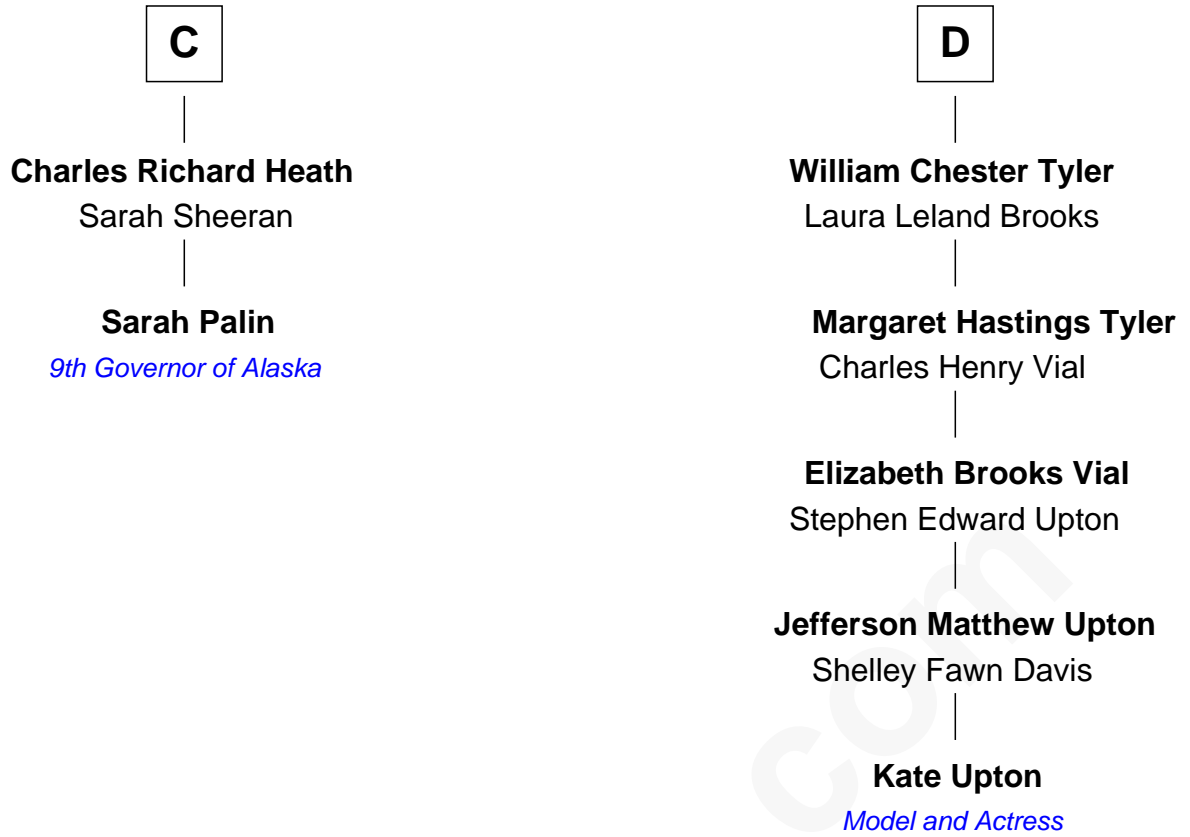 C
Charles Richard Heath
Sarah Sheeran
Sarah Palin
9th Governor of Alaska
D
William Chester Tyler
Laura Leland Brooks
Margaret Hastings Tyler
Charles Henry Vial
Elizabeth Brooks Vial
Stephen Edward Upton
Jefferson Matthew Upton
Shelley Fawn Davis
Kate Upton
Model and Actress
com